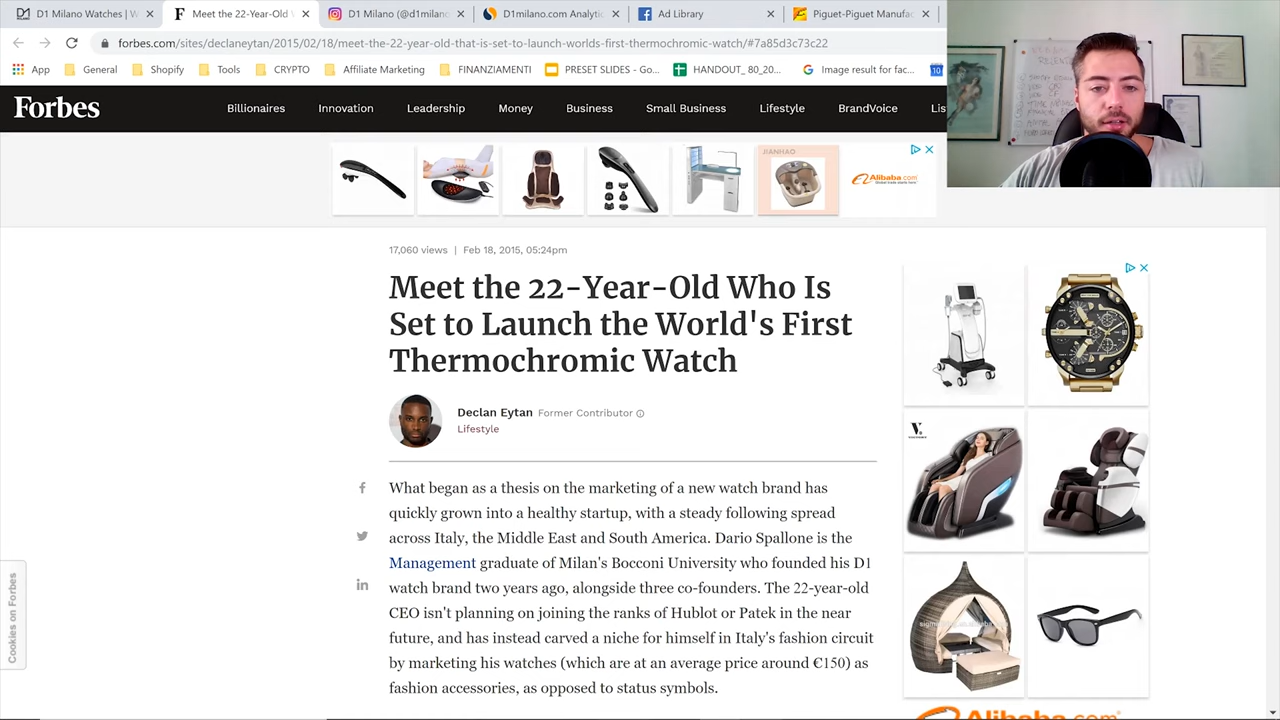 D1 Milano Watches | W
Meet the 22-Year-Old
D1 Milano (@d1milane
D1milano.com Analytic
Ad Library
Piguet-Piguet Manufac
forbes.com/sites/declaneytan/2015/02/18/meet-the-22-year-old-that-is-set-to-launch-worlds-first-thermochromic-watch/#7a85d3c73c22
App
General
Shopify
Tools
CRYPTO
Marketing
PRESET SLIDES - Go...
HANDOUT_ 80_20...
Image result for fac...
Forbes
Billionaires
Innovation
Leadership
Money
Business
Small Business
Lifestyle
BrandVoice
Lis
JIANHAO
Alibaba.com
17,060 views | Feb 18, 2015, 05:24pm
Meet the 22-Year-Old Who Is
Set to Launch the World's First
Thermochromic Watch
Declan Eytan Former Contributor
Lifestyle
hat began as a thesis on the marketing of a new watch brand has
quickly grown into a healthy startup, with a steady following spread
across Italy, the Middle East and South America. Dario Spallone is the
Management graduate of Milan's Bocconi University who founded his D1
watch brand two years ago, alongside three co-founders. The 22-year-old
CEO isn't planning on joining the ranks of Hublot or Patek in the near
future, and has instead carved a niche for himself in Italy's fashion circuit
by marketing his watches (which are at an average price around €150) as
fashion accessories, as opposed to status symbols.
Cookies on Forbes
Alibaba.com